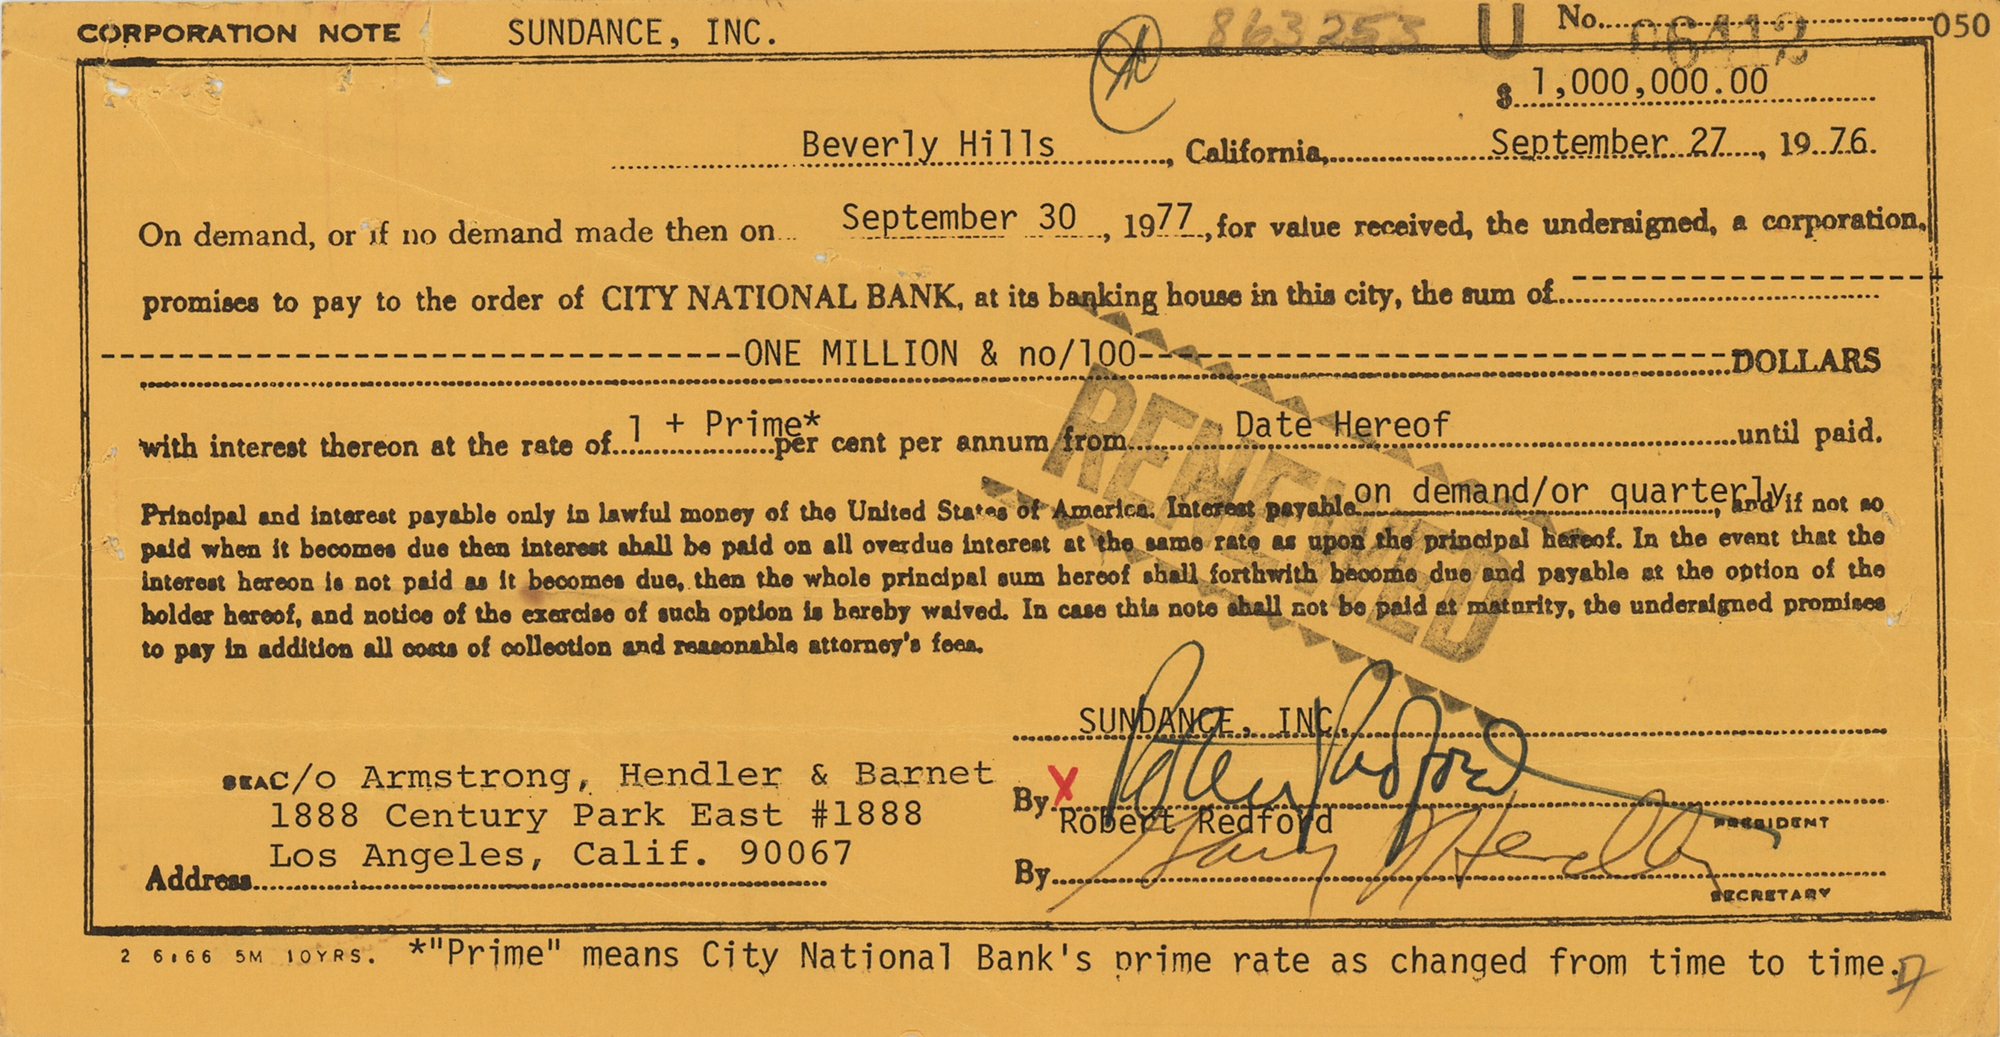 CORPORATION NOTE SUNDANCE, INC. 863253 U No. 06412 050
$ 1,000,000.00
Beverly Hills, California, September 27, 1976.
On demand, or if no demand made then on September 30, 1977, for value received, the undersigned, a corporation,
promises to pay to the order of CITY NATIONAL BANK, at its banking house in this city, the sum of
ONE MILLION & no/100 DOLLARS
with interest thereon at the rate of 1 + Prime* per cent per annum from Date Hereof until paid.
Principal and interest payable only in lawful money of the United States of America. Interest payable on demand/or quarterly, and if not so
paid when it becomes due then interest shall be paid on all overdue interest at the same rate as upon the principal hereof. In the event that the
interest hereon is not paid as it becomes due, then the whole principal sum hereof shall forthwith become due and payable at the option of the
holder hereof, and notice of the exercise of such option is hereby waived. In case this note shall not be paid at maturity, the undersigned promises
to pay in addition all costs of collection and reasonable attorney's fees.
RENEWED
SUNDANCE, INC.
SEAL c/o Armstrong, Hendler & Barnet
1888 Century Park East #1888
Los Angeles, Calif. 90067
Address
By X Robert Redford
Robert Redford PRESIDENT
By Gary Hendler
SECRETARY
2 6:66 5M 10YRS. *"Prime" means City National Bank's prime rate as changed from time to time.